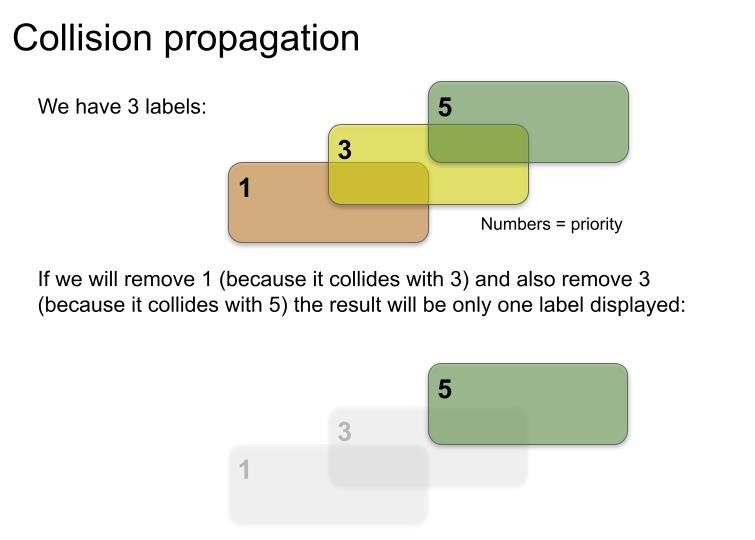 Collision propagation
We have 3 labels:
5
3
1
Numbers = priority
If we will remove 1 (because it collides with 3) and also remove 3
(because it collides with 5) the result will be only one label displayed:
5
3
1